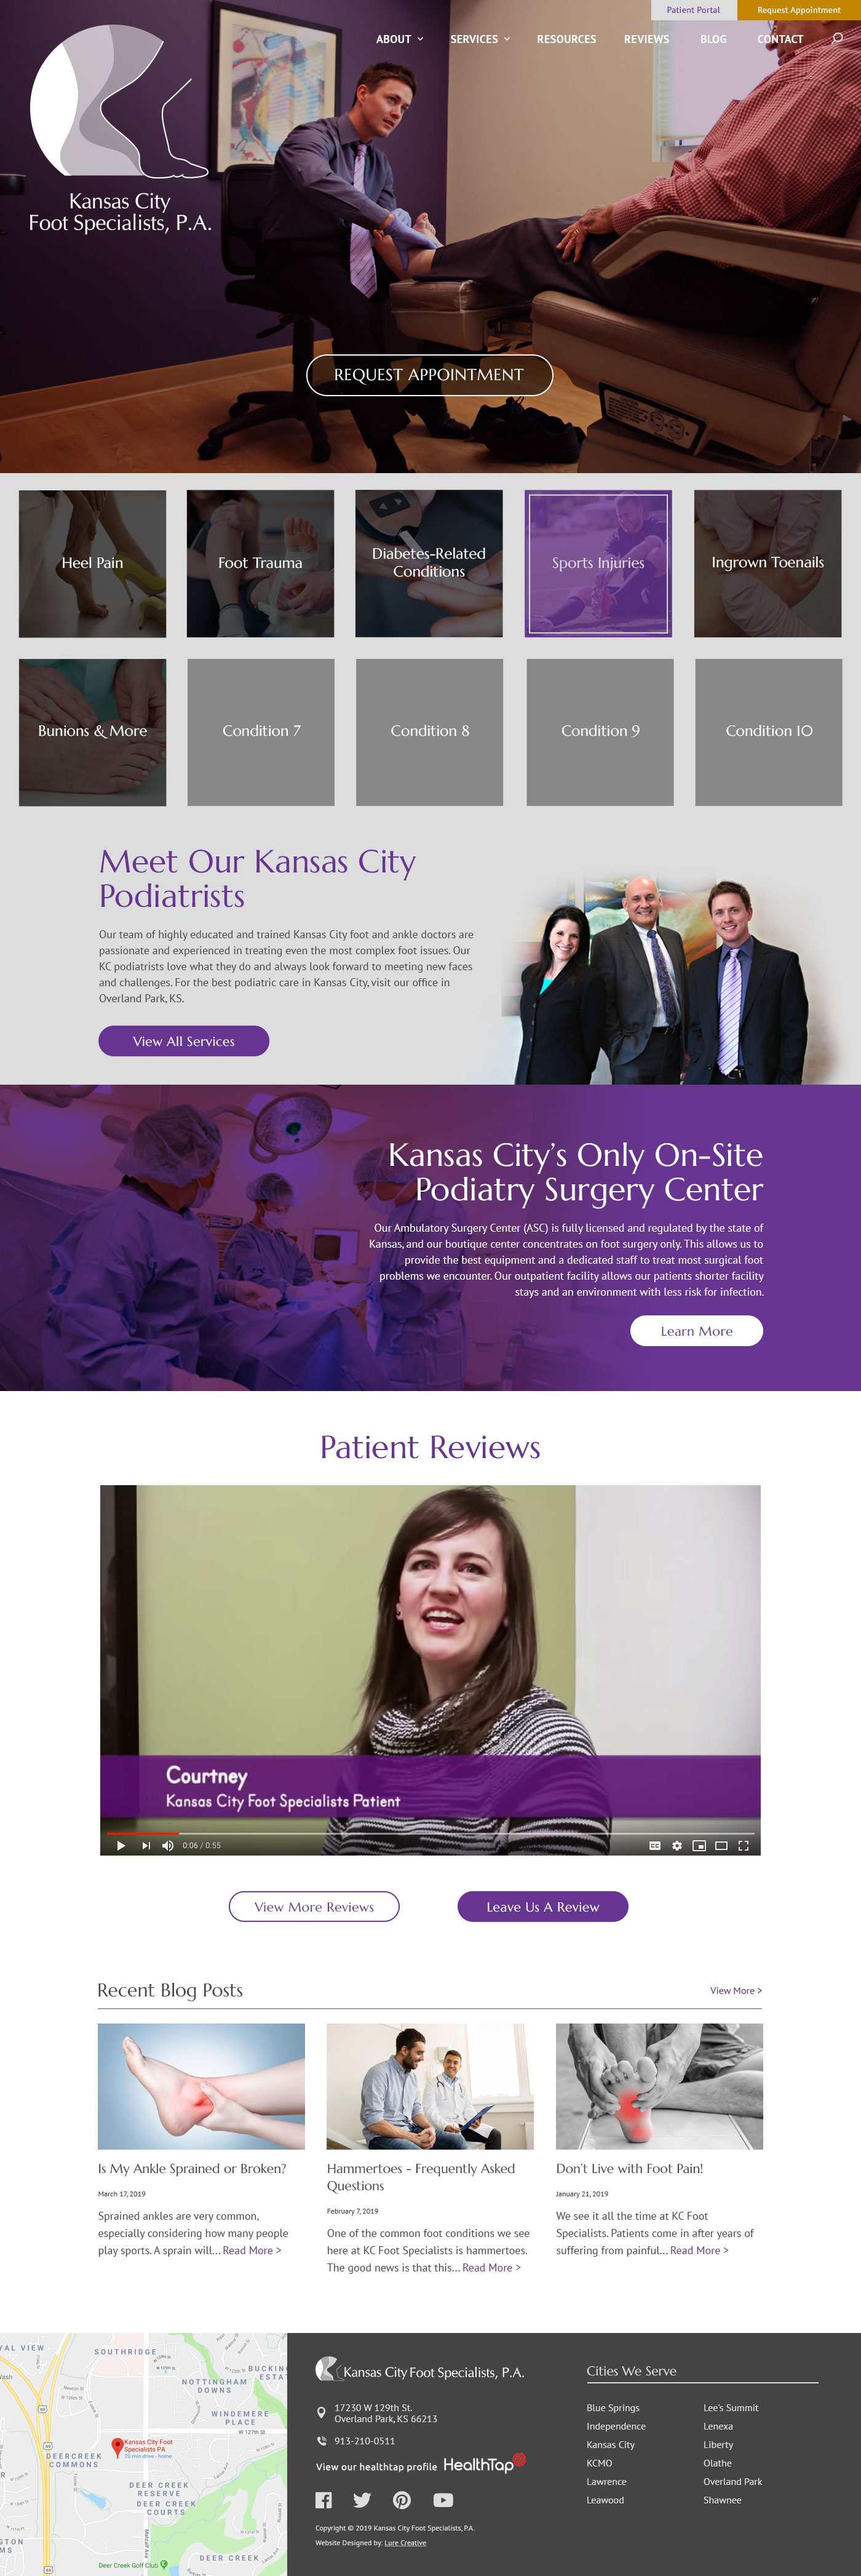 Patient Portal
Request Appointment
ABOUT
SERVICES
RESOURCES
REVIEWS
BLOG
CONTACT
Kansas City
Foot Specialists, P.A.
REQUEST APPOINTMENT
Heel Pain
Foot Trauma
Diabetes-Related
Conditions
Sports Injuries
Ingrown Toenails
Bunions & More
Condition 7
Condition 8
Condition 9
Condition 10
Meet Our Kansas City
Podiatrists
Our team of highly educated and trained Kansas City foot and ankle doctors are
passionate and experienced in treating even the most complex foot issues. Our
KC podiatrists love what they do and always look forward to meeting new faces
and challenges. For the best podiatric care in Kansas City, visit our office in
Overland Park, KS.
View All Services
Kansas City's Only On-Site
Podiatry Surgery Center
Our Ambulatory Surgery Center (ASC) is fully licensed and regulated by the state of
Kansas, and our boutique center concentrates on foot surgery only. This allows us to
provide the best equipment and a dedicated staff to treat most surgical foot
problems we encounter. Our outpatient facility allows our patients shorter facility
stays and an environment with less risk for infection.
Learn More
Patient Reviews
Courtney
Kansas City Foot Specialists Patient
0:06 / 0:55
CC
View More Reviews
Leave Us A Review
Recent Blog Posts
View More >
Is My Ankle Sprained or Broken?
March 17, 2019
Sprained ankles are very common,
especially considering how many people
play sports. A sprain will... Read More >
Hammertoes - Frequently Asked
Questions
February 7, 2019
One of the common foot conditions we see
here at KC Foot Specialists is hammertoes.
The good news is that this... Read More >
Don't Live with Foot Pain!
January 21, 2019
We see it all the time at KC Foot
Specialists. Patients come in after years of
suffering from painful... Read More >
YAL VIEW
SOUTHRIDGE
BUCKING
ESTAT
NOTTINGHAM
DOWNS
WINDEMERE
PLACE
W 127th St
Kansas City Foot
Specialists PA
20 min drive - home
DEERCREEK
COMMONS
DEER CREEK
RESERVE
DEER CREEK
COURTS
Metcalf Ave
NGTON
MS
Deer Creek Golf Club
DEER CREEK
69
69
69
Kansas City Foot Specialists, P.A.
17230 W 129th St.
Overland Park, KS 66213
913-210-0511
View our healthtap profile HealthTap
Copyright © 2019 Kansas City Foot Specialists, P.A.
Website Designed by: Lure Creative
Cities We Serve
Blue Springs
Independence
Kansas City
KCMO
Lawrence
Leawood
Lee's Summit
Lenexa
Liberty
Olathe
Overland Park
Shawnee